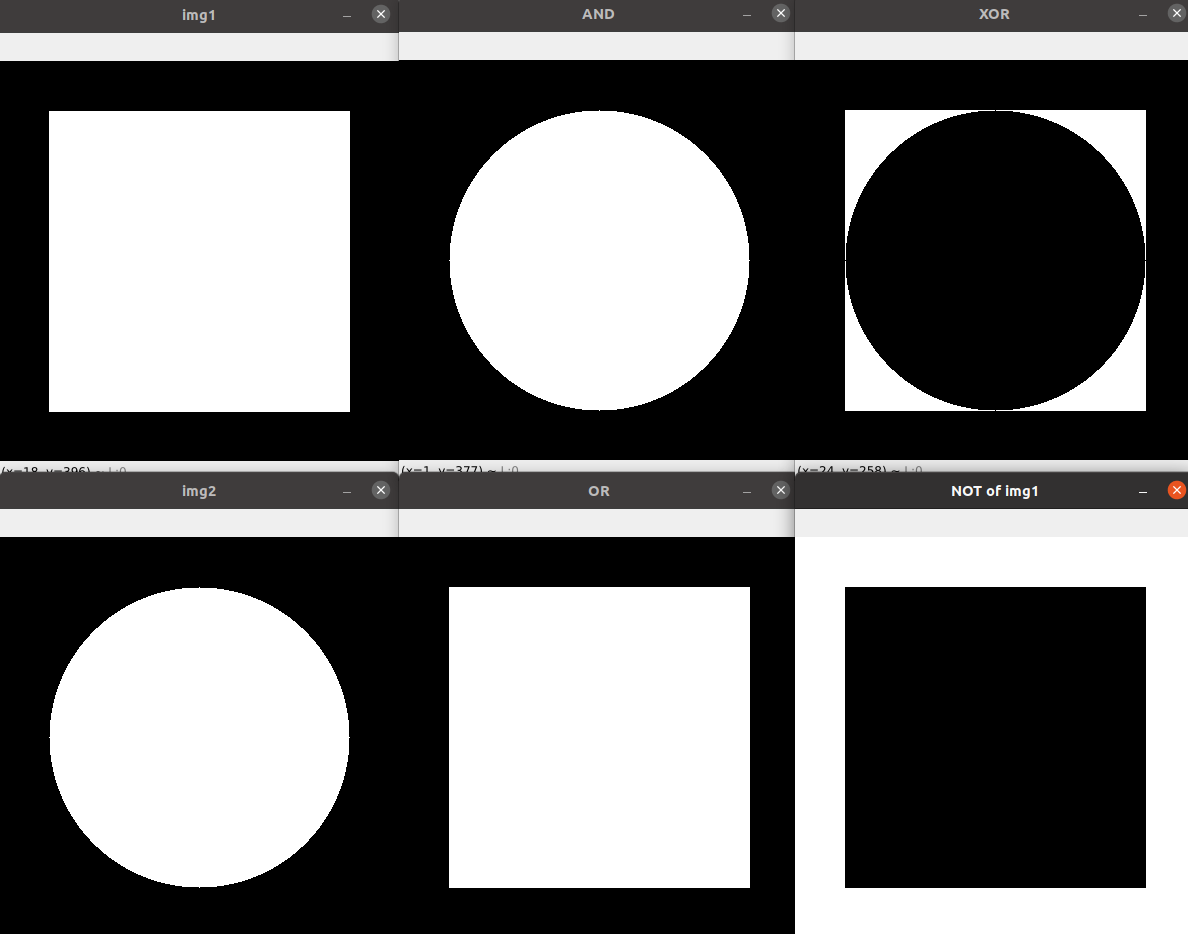 img1
AND
XOR
(x=18, y=396) ~ L:0
(x=1, y=377) ~ L:0
(x=24, y=258) ~ L:0
img2
OR
NOT of img1